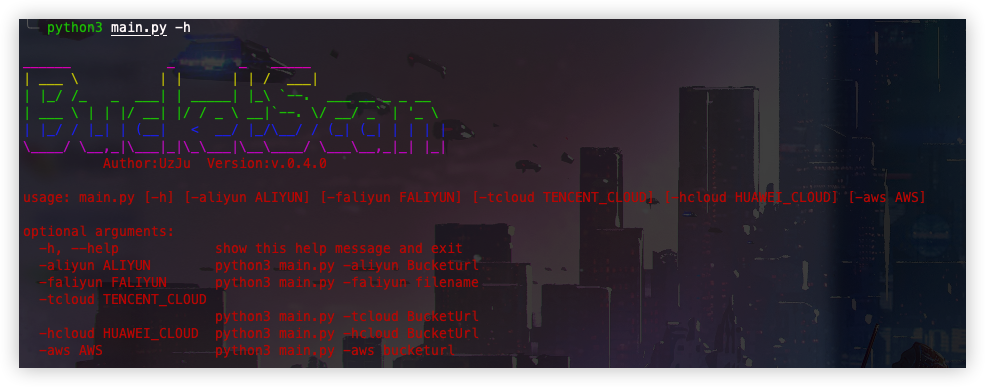 python3 main.py -h
BucketScan
Author:UzJu  Version:v.0.4.0
usage: main.py [-h] [-aliyun ALIYUN] [-faliyun FALIYUN] [-tcloud TENCENT_CLOUD] [-hcloud HUAWEI_CLOUD] [-aws AWS]
optional arguments:
-h, --help            show this help message and exit
-aliyun ALIYUN        python3 main.py -aliyun BucketUrl
-faliyun FALIYUN      python3 main.py -faliyun filename
-tcloud TENCENT_CLOUD
python3 main.py -tcloud BucketUrl
-hcloud HUAWEI_CLOUD  python3 main.py -hcloud BucketUrl
-aws AWS              python3 main.py -aws bucketurl